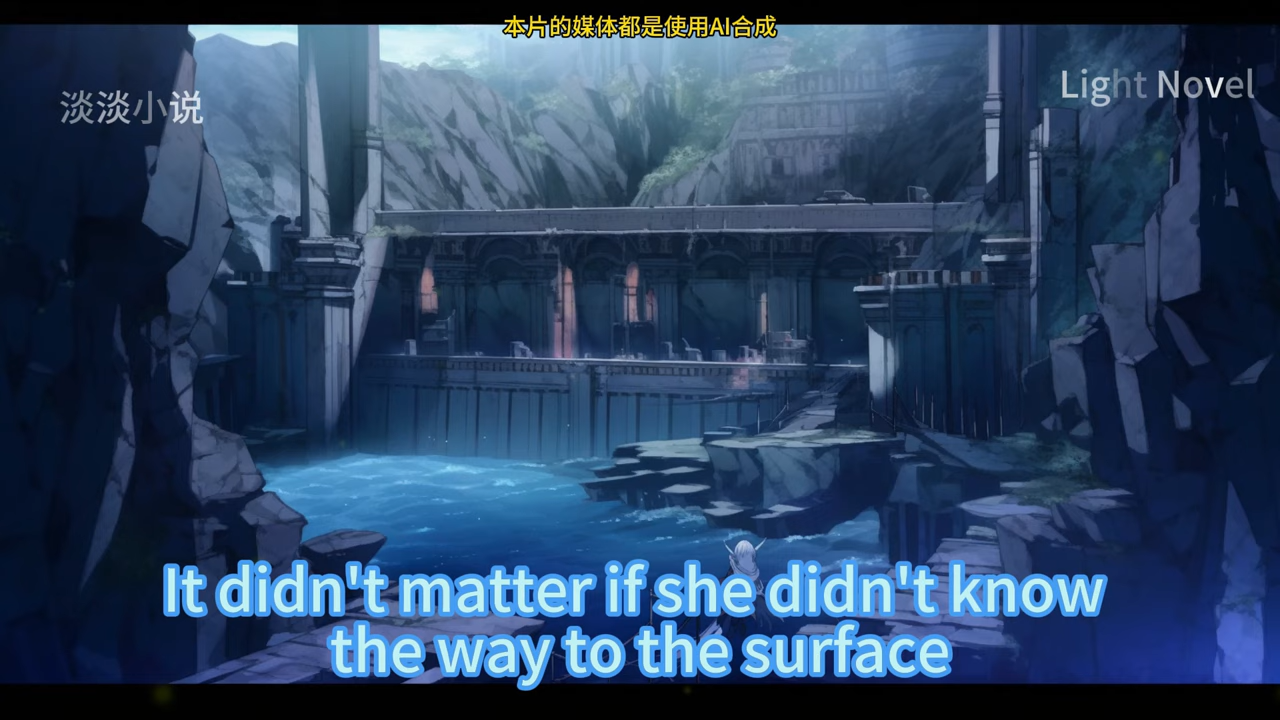 本片的媒体都是使用AI合成
淡淡小说
Light Novel
It didn't matter if she didn't know
the way to the surface